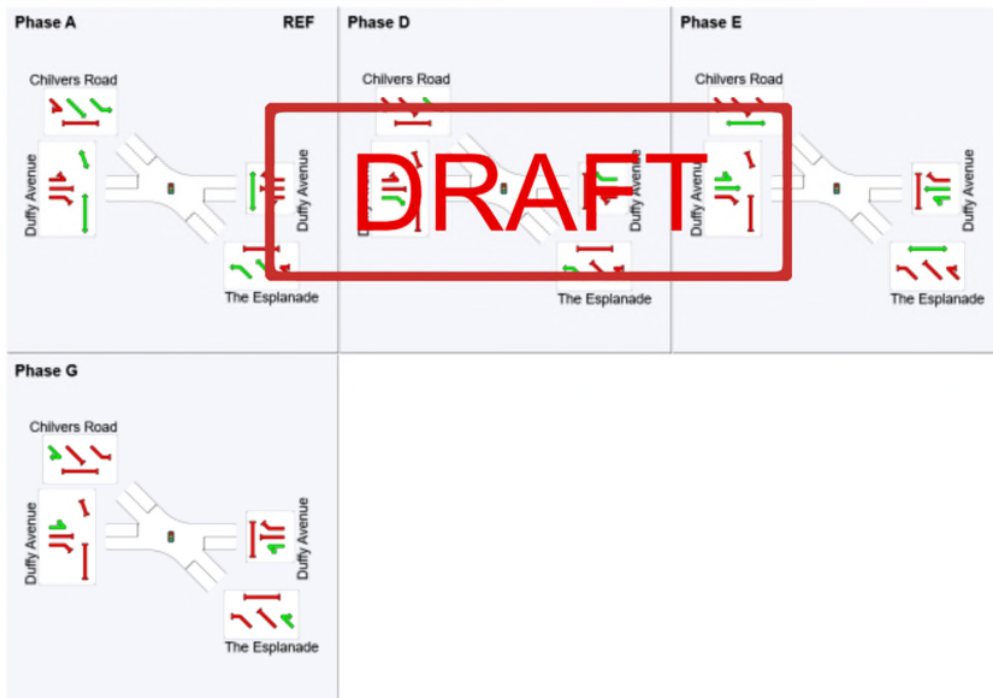 Phase A REF
Chilvers Road
Duffy Avenue
Duffy Avenue
The Esplanade
Phase D
Chilvers Road
Duffy Avenue
The Esplanade
Phase E
Chilvers Road
Duffy Avenue
Duffy Avenue
The Esplanade
DRAFT
Phase G
Chilvers Road
Duffy Avenue
Duffy Avenue
The Esplanade